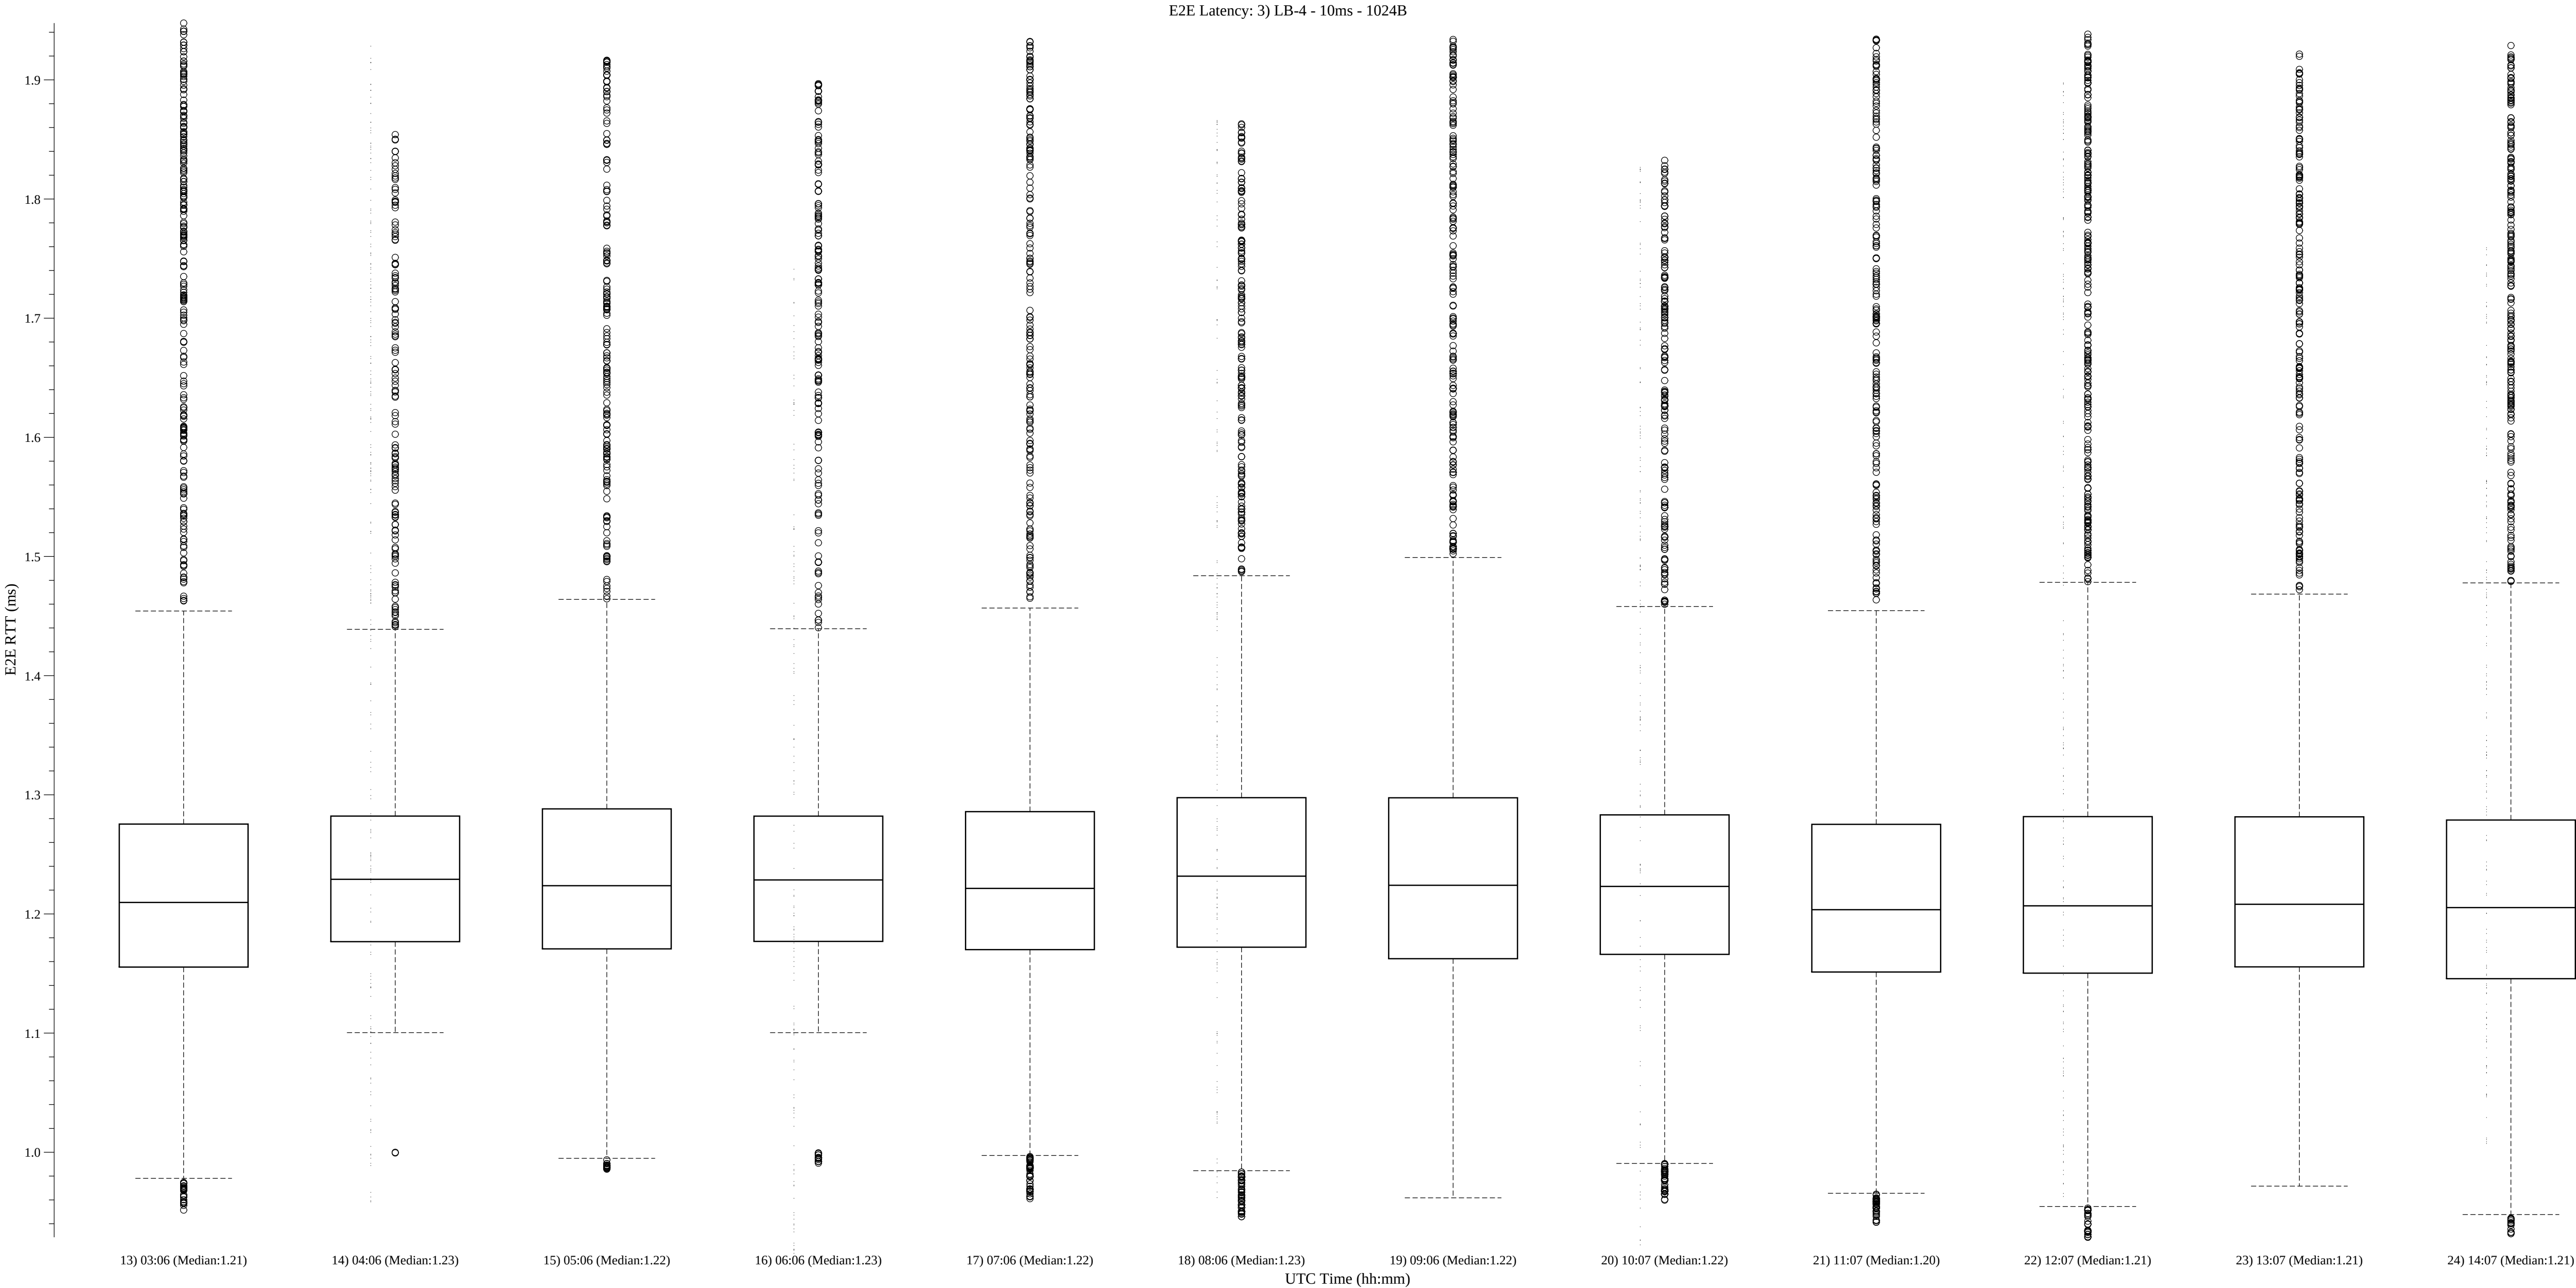 E2E Latency: 3) LB-4 - 10ms - 1024B
1.9
1.8
1.7
1.6
1.5
1.4
1.3
1.2
1.1
1.0
E2E RTT (ms)
13) 03:06 (Median:1.21) 14) 04:06 (Median:1.23) 15) 05:06 (Median:1.22) 16) 06:06 (Median:1.23) 17) 07:06 (Median:1.22) 18) 08:06 (Median:1.23) 19) 09:06 (Median:1.22) 20) 10:07 (Median:1.22) 21) 11:07 (Median:1.20) 22) 12:07 (Median:1.21) 23) 13:07 (Median:1.21) 24) 14:07 (Median:1.21)
UTC Time (hh:mm)